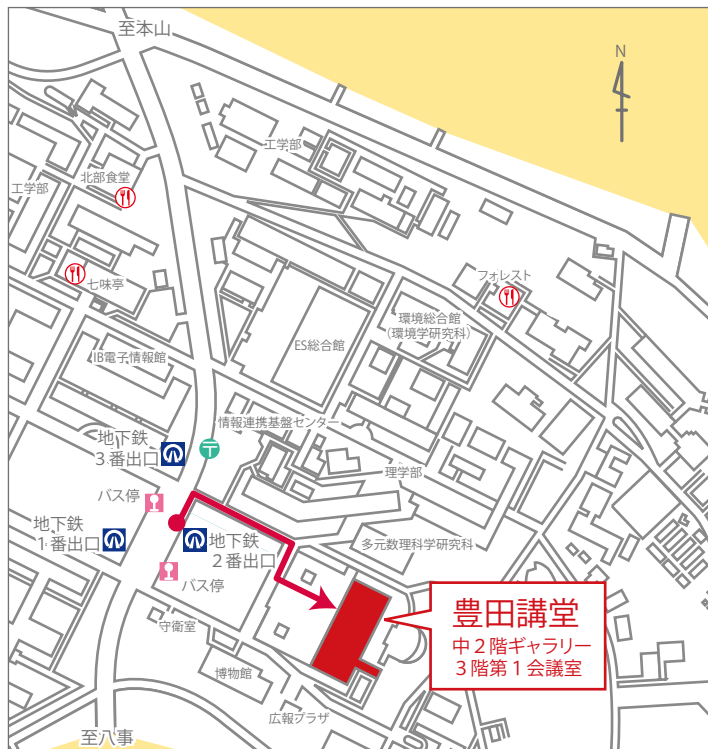 至本山
N
工学部
北部食堂
工学部
七味亭
フォレスト
環境総合館
(環境学研究科)
ES総合館
IB電子情報館
情報連携基盤センター
地下鉄
3番出口
〒
理学部
バス停
地下鉄
1番出口
地下鉄
2番出口
多元数理科学研究科
バス停
豊田講堂
中2階ギャラリー
3階第1会議室
守衛室
博物館
広報プラザ
至八事